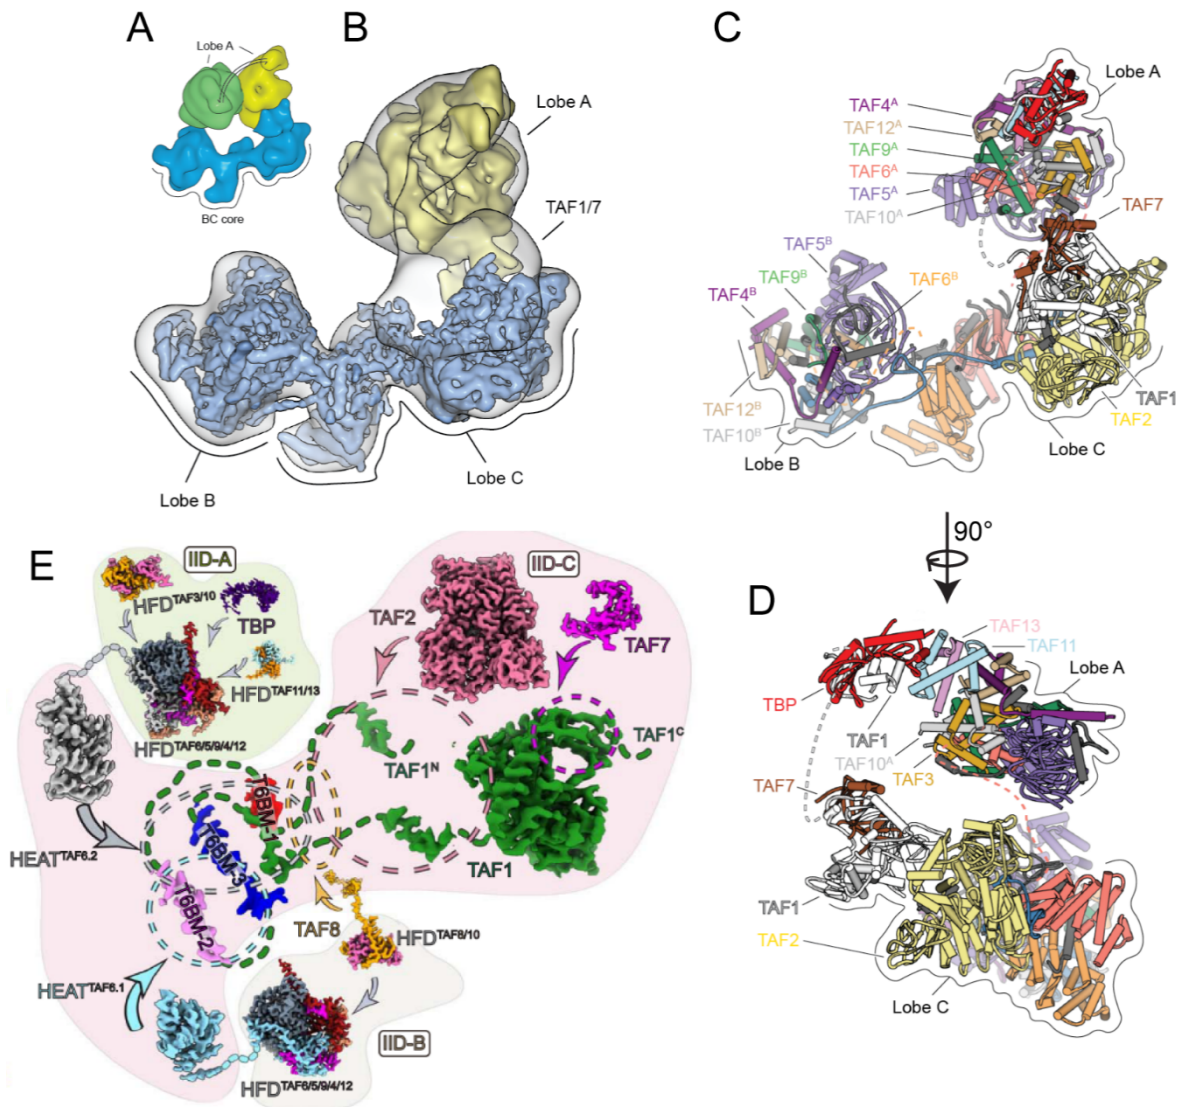 A
Lobe A
BC core
B
Lobe A
TAF1/7
Lobe B
Lobe C
C
Lobe A
TAF4ᴬ
TAF12ᴬ
TAF9ᴬ
TAF6ᴬ
TAF5ᴬ
TAF10ᴬ
TAF7
TAF5ᴮ
TAF9ᴮ
TAF6ᴮ
TAF4ᴮ
TAF12ᴮ
TAF10ᴮ
Lobe B
TAF1
TAF2
Lobe C
90°
D
TAF13
TAF11
Lobe A
TBP
TAF1
TAF10ᴬ
TAF3
TAF7
TAF1
TAF2
Lobe C
E
IID-A
HFDTAF3/10
TBP
HFDTAF11/13
HFDTAF6/5/9/4/12
IID-C
TAF2
TAF7
TAF1ᶜ
TAF1ᴺ
T6BM-1
T6BM-3
T6BM-2
HEATTAF6.2
TAF1
TAF8
HFDTAF8/10
HEATTAF6.1
IID-B
HFDTAF6/5/9/4/12